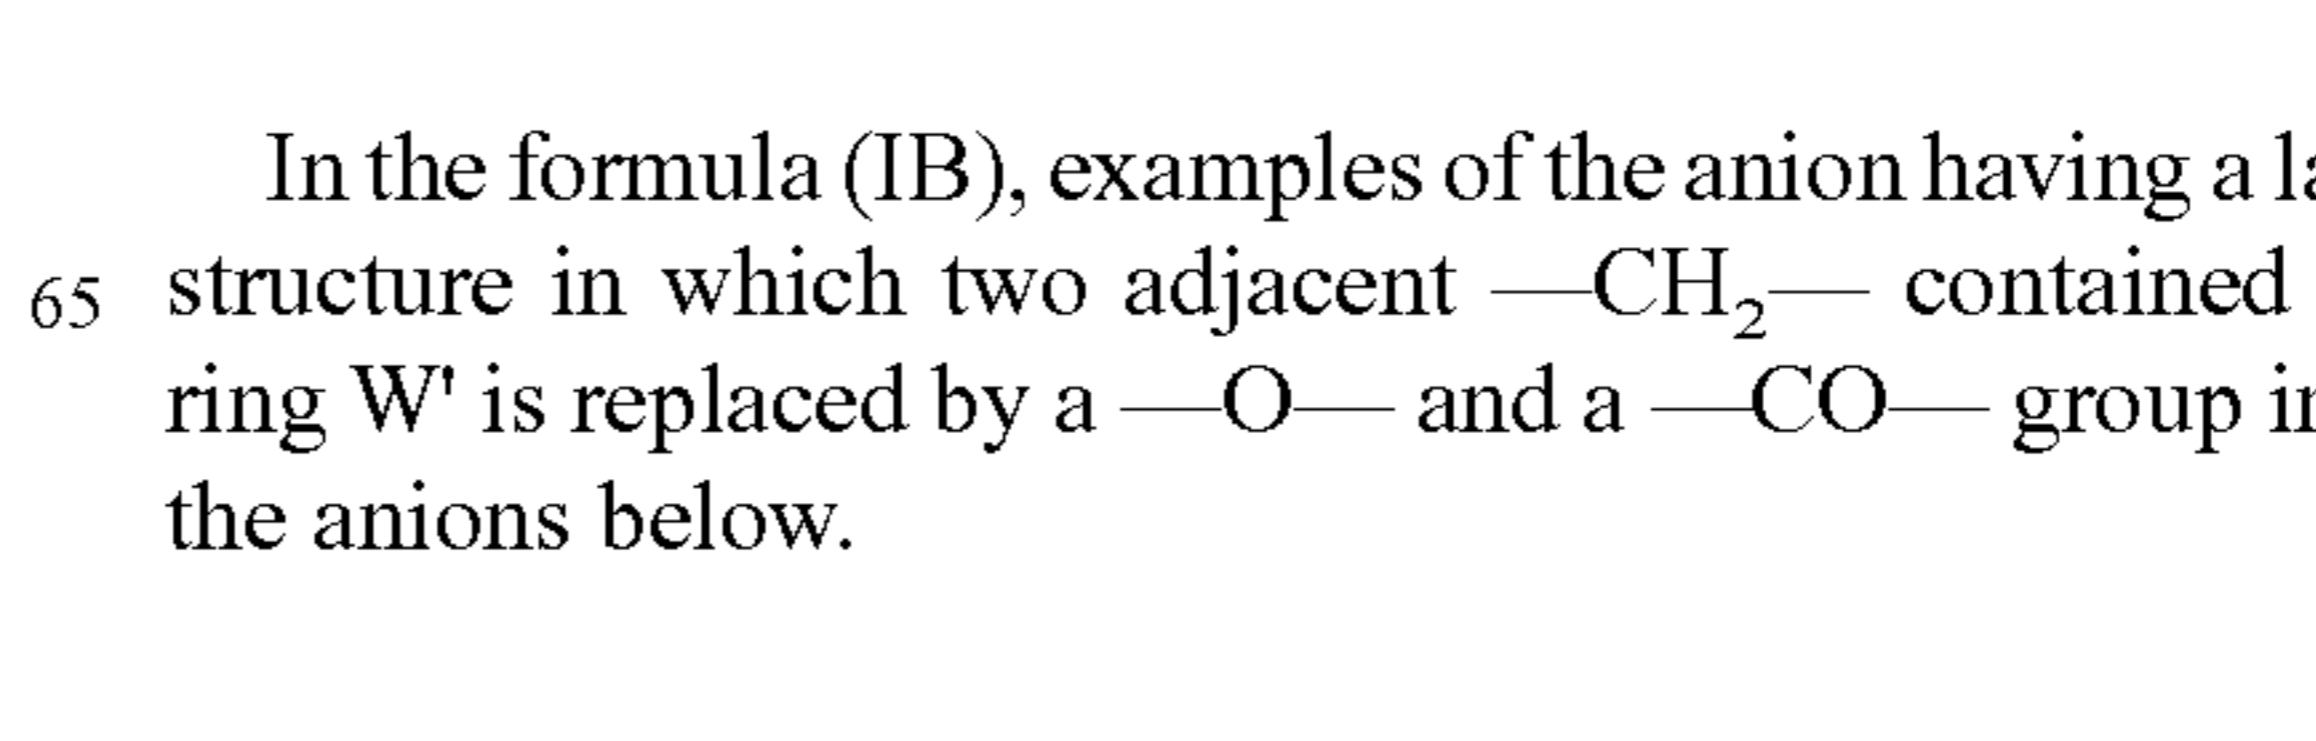 In the formula (IB), examples of the anion having a
65 structure in which two adjacent —CH₂— contained
ring W' is replaced by a —O— and a —CO— group
the anions below.